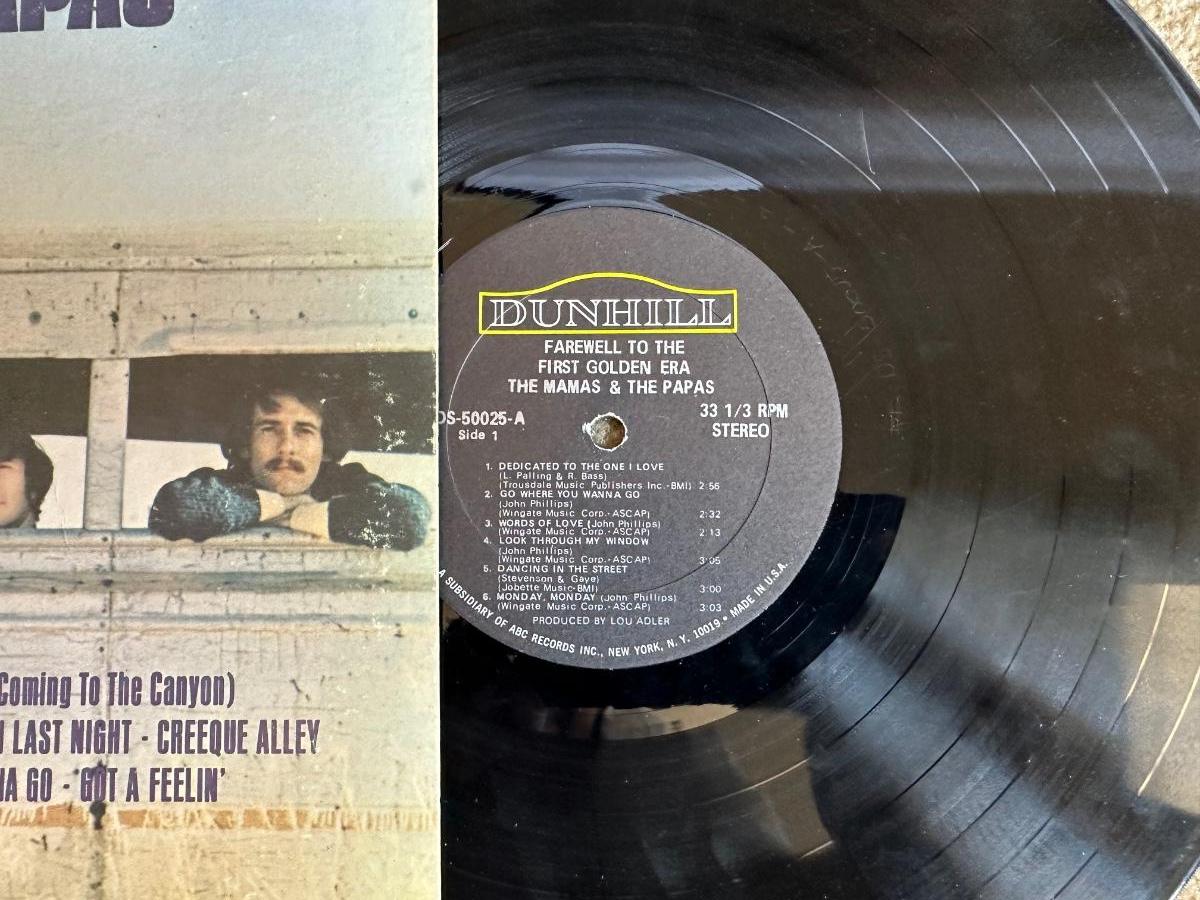 PAPAS
Coming To The Canyon)
LAST NIGHT - CREEQUE ALLEY
GO - GOT A FEELIN'
DUNHILL
FAREWELL TO THE
FIRST GOLDEN ERA
THE MAMAS & THE PAPAS
DS-50025-A
Side 1
33 1/3 RPM
STEREO
1. DEDICATED TO THE ONE I LOVE
(L. Palling & R. Bass)
(Trousdale Music Publishers Inc.-BMI) 2:56
2. GO WHERE YOU WANNA GO
(John Phillips)
(Wingate Music Corp.-ASCAP) 2:32
3. WORDS OF LOVE (John Phillips)
(Wingate Music Corp.-ASCAP) 2:13
4. LOOK THROUGH MY WINDOW
(John Phillips)
(Wingate Music Corp.-ASCAP) 3:05
5. DANCING IN THE STREET
(Stevenson & Gaye)
(Jobette Music-BMI) 3:00
6. MONDAY, MONDAY (John Phillips)
(Wingate Music Corp.-ASCAP) 3:03
PRODUCED BY LOU ADLER
A SUBSIDIARY OF ABC RECORDS INC., NEW YORK, N.Y. 10019 • MADE IN U.S.A.